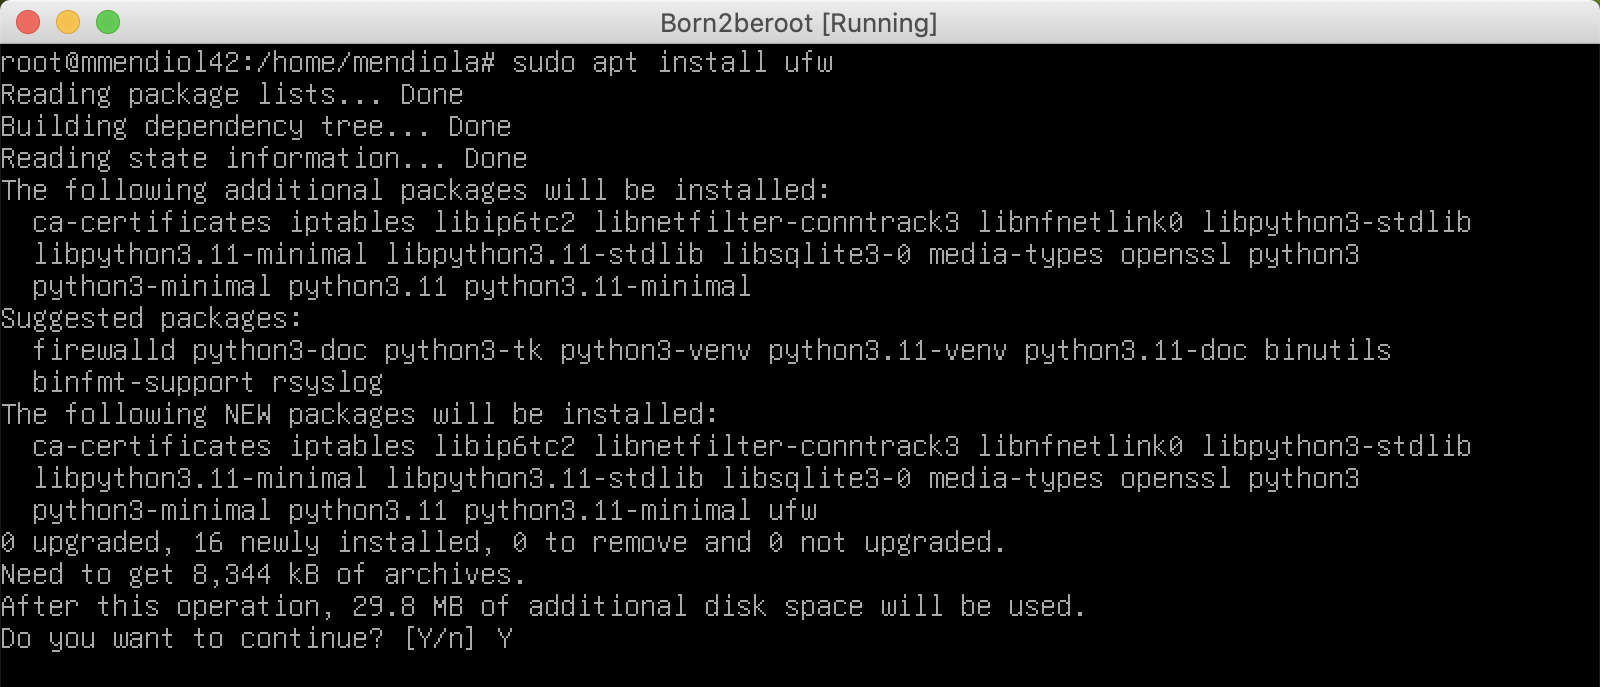 Born2beroot [Running]
root@mmendiol42:/home/mendiola# sudo apt install ufw
Reading package lists... Done
Building dependency tree... Done
Reading state information... Done
The following additional packages will be installed:
  ca-certificates iptables libip6tc2 libnetfilter-conntrack3 libnfnetlink0 libpython3-stdlib
  libpython3.11-minimal libpython3.11-stdlib libsqlite3-0 media-types openssl python3
  python3-minimal python3.11 python3.11-minimal
Suggested packages:
  firewalld python3-doc python3-tk python3-venv python3.11-venv python3.11-doc binutils
  binfmt-support rsyslog
The following NEW packages will be installed:
  ca-certificates iptables libip6tc2 libnetfilter-conntrack3 libnfnetlink0 libpython3-stdlib
  libpython3.11-minimal libpython3.11-stdlib libsqlite3-0 media-types openssl python3
  python3-minimal python3.11 python3.11-minimal ufw
0 upgraded, 16 newly installed, 0 to remove and 0 not upgraded.
Need to get 8,344 kB of archives.
After this operation, 29.8 MB of additional disk space will be used.
Do you want to continue? [Y/n] Y